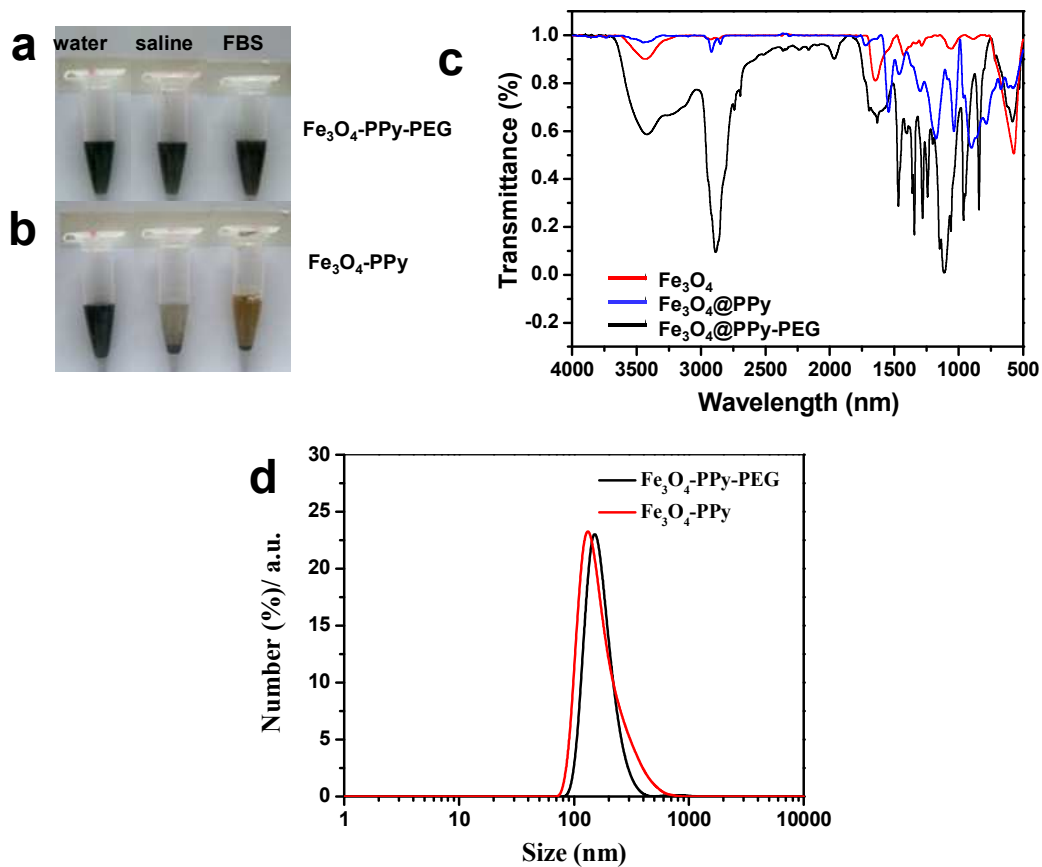 a
water saline FBS
Fe₃O₄-PPy-PEG
b
Fe₃O₄-PPy
c
Transmittance (%)
1.0
0.8
0.6
0.4
0.2
0.0
-0.2
Fe₃O₄
Fe₃O₄@PPy
Fe₃O₄@PPy-PEG
4000 3500 3000 2500 2000 1500 1000 500
Wavelength (nm)
d
Number (%)/ a.u.
30
25
20
15
10
5
0
Fe₃O₄-PPy-PEG
Fe₃O₄-PPy
1 10 100 1000 10000
Size (nm)